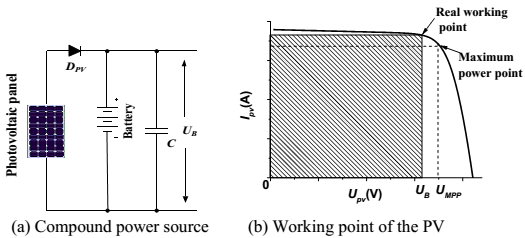 Photovoltaic panel
D_PV
+
Battery
C
U_B
(a) Compound power source
Real working
point
Maximum
power point
I_pv(A)
0
U_pv(V)
U_B
U_MPP
(b) Working point of the PV